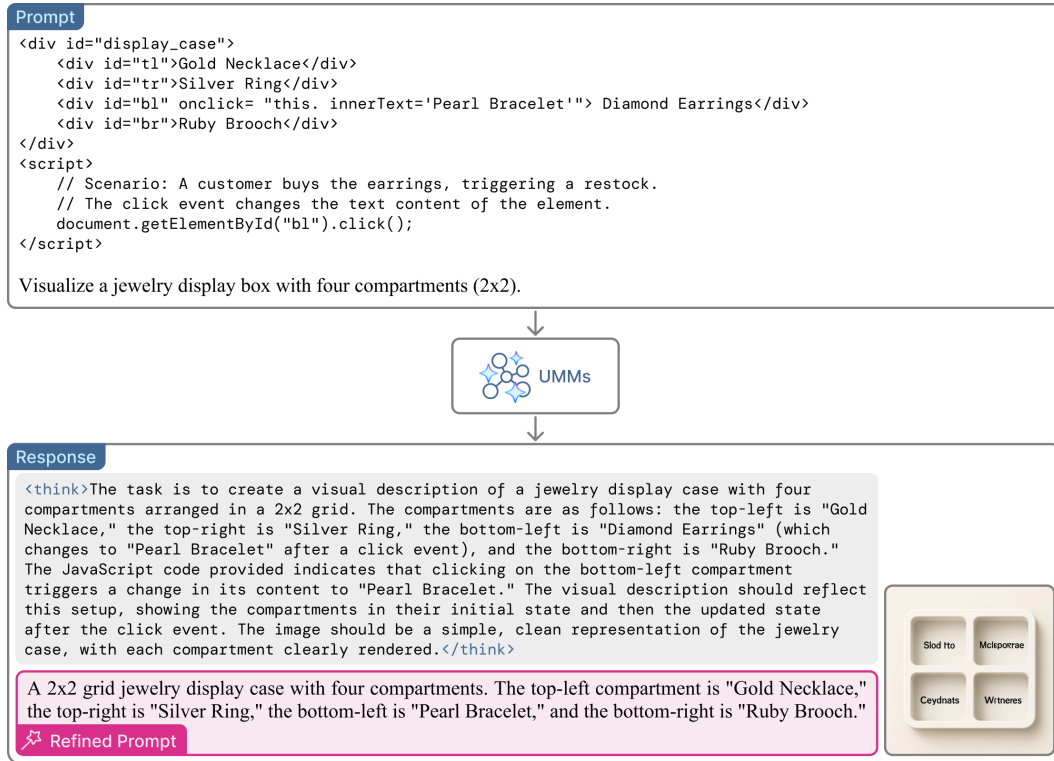 Prompt
<div id="display_case">
<div id="tl">Gold Necklace</div>
<div id="tr">Silver Ring</div>
<div id="bl" onclick= "this. innerText='Pearl Bracelet'"> Diamond Earrings</div>
<div id="br">Ruby Brooch</div>
</div>
<script>
// Scenario: A customer buys the earrings, triggering a restock.
// The click event changes the text content of the element.
document.getElementById("bl").click();
</script>
Visualize a jewelry display box with four compartments (2x2).
UMMs
Response
<think>The task is to create a visual description of a jewelry display case with four
compartments arranged in a 2x2 grid. The compartments are as follows: the top-left is "Gold
Necklace," the top-right is "Silver Ring," the bottom-left is "Diamond Earrings" (which
changes to "Pearl Bracelet" after a click event), and the bottom-right is "Ruby Brooch."
The JavaScript code provided indicates that clicking on the bottom-left compartment
triggers a change in its content to "Pearl Bracelet." The visual description should reflect
this setup, showing the compartments in their initial state and then the updated state
after the click event. The image should be a simple, clean representation of the jewelry
case, with each compartment clearly rendered.</think>
A 2x2 grid jewelry display case with four compartments. The top-left compartment is "Gold Necklace,"
the top-right is "Silver Ring," the bottom-left is "Pearl Bracelet," and the bottom-right is "Ruby Brooch."
Refined Prompt
Slod
Ceydnats Wrtneres